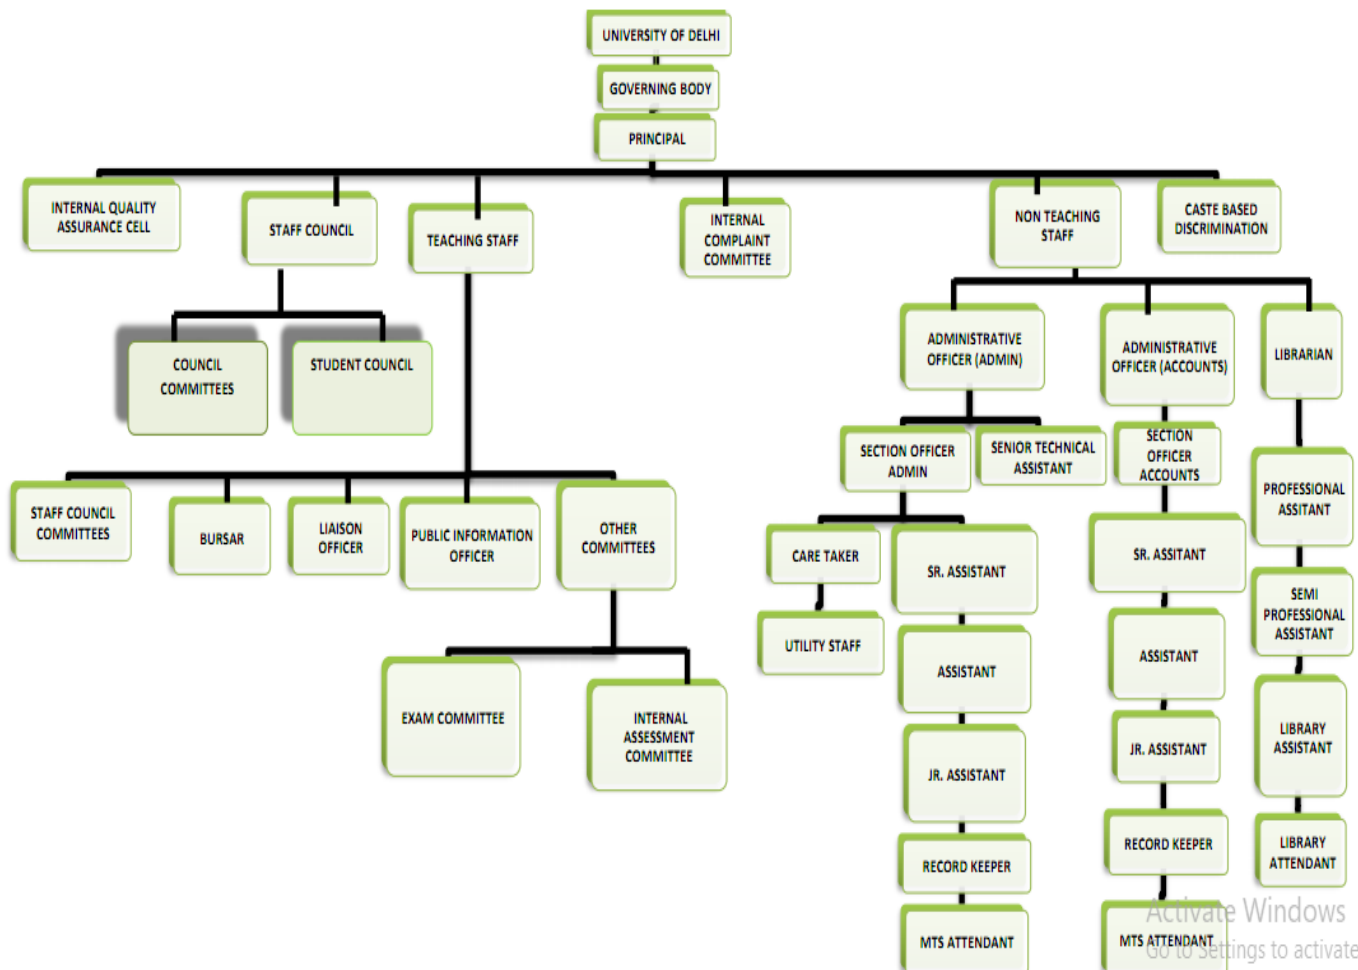 UNIVERSITY OF DELHI
GOVERNING BODY
PRINCIPAL
INTERNAL QUALITY
ASSURANCE CELL
STAFF COUNCIL
TEACHING STAFF
INTERNAL
COMPLAINT
COMMITTEE
NON TEACHING
STAFF
CASTE BASED
DISCRIMINATION
COUNCIL
COMMITTEES
STUDENT COUNCIL
ADMINISTRATIVE
OFFICER (ADMIN)
ADMINISTRATIVE
OFFICER (ACCOUNTS)
LIBRARIAN
SECTION OFFICER
ADMIN
SENIOR TECHNICAL
ASSISTANT
SECTION
OFFICER
ACCOUNTS
PROFESSIONAL
ASSITANT
STAFF COUNCIL
COMMITTEES
BURSAR
LIAISON
OFFICER
PUBLIC INFORMATION
OFFICER
OTHER
COMMITTEES
CARE TAKER
SR. ASSISTANT
SR. ASSITANT
SEMI
PROFESSIONAL
ASSISTANT
UTILITY STAFF
ASSISTANT
ASSISTANT
EXAM COMMITTEE
INTERNAL
ASSESSMENT
COMMITTEE
JR. ASSISTANT
JR. ASSISTANT
LIBRARY
ASSISTANT
RECORD KEEPER
RECORD KEEPER
LIBRARY
ATTENDANT
MTS ATTENDANT
MTS ATTENDANT
Activate Windows
Go to Settings to activate